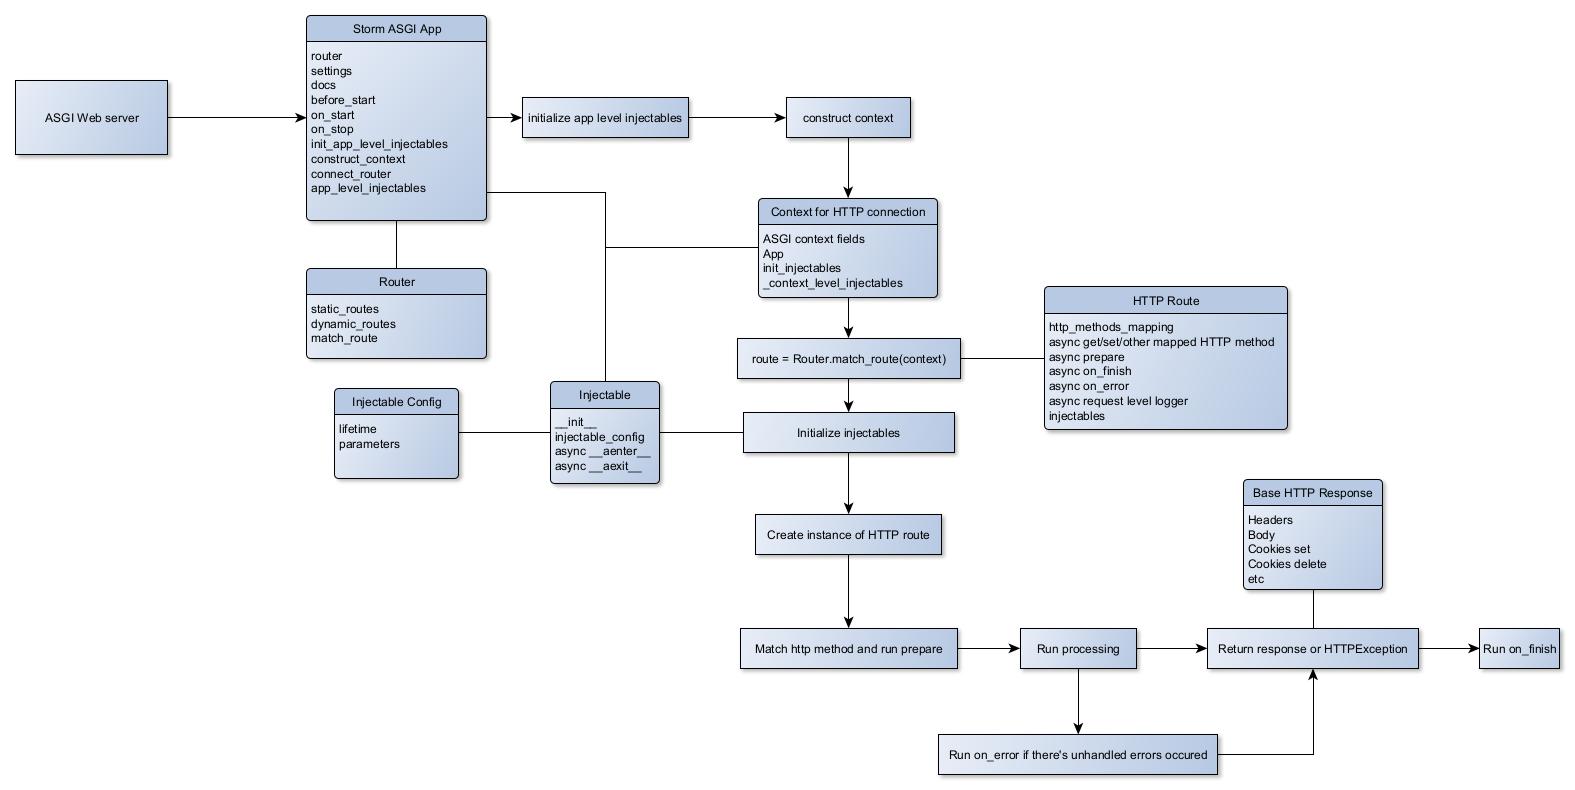 ASGI Web server
Storm ASGI App
router
settings
docs
before_start
on_start
on_stop
init_app_level_injectables
construct_context
connect_router
app_level_injectables
initialize app level injectables
construct context
Context for HTTP connection
ASGI context fields
App
init_injectables
_context_level_injectables
Router
static_routes
dynamic_routes
match_route
HTTP Route
http_methods_mapping
async get/set/other mapped HTTP method
async prepare
async on_finish
async on_error
async request level logger
injectables
route = Router.match_route(context)
Injectable Config
lifetime
parameters
Injectable
__init__
injectable_config
async __aenter__
async __aexit__
Initialize injectables
Create instance of HTTP route
Base HTTP Response
Headers
Body
Cookies set
Cookies delete
etc
Match http method and run prepare
Run processing
Return response or HTTPException
Run on_finish
Run on_error if there's unhandled errors occured